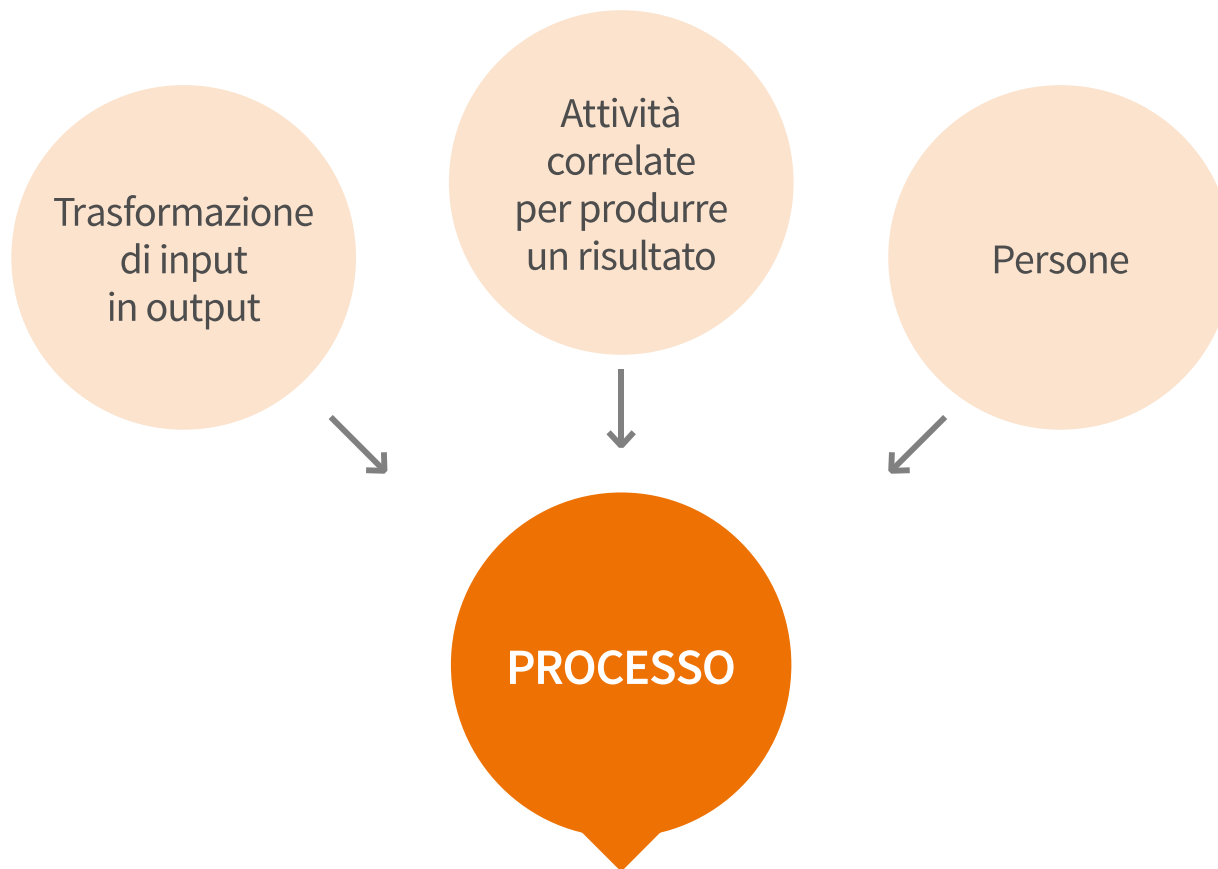 Trasformazione
di input
in output
Attività
correlate
per produrre
un risultato
Persone
PROCESSO